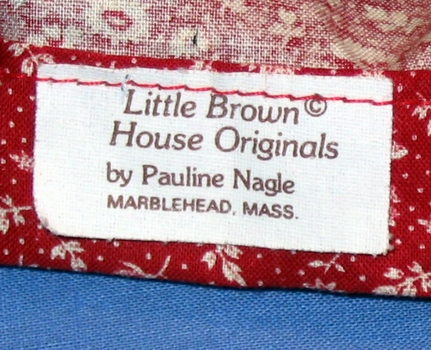 Little Brown©
House Originals
by Pauline Nagle
MARBLEHEAD, MASS.